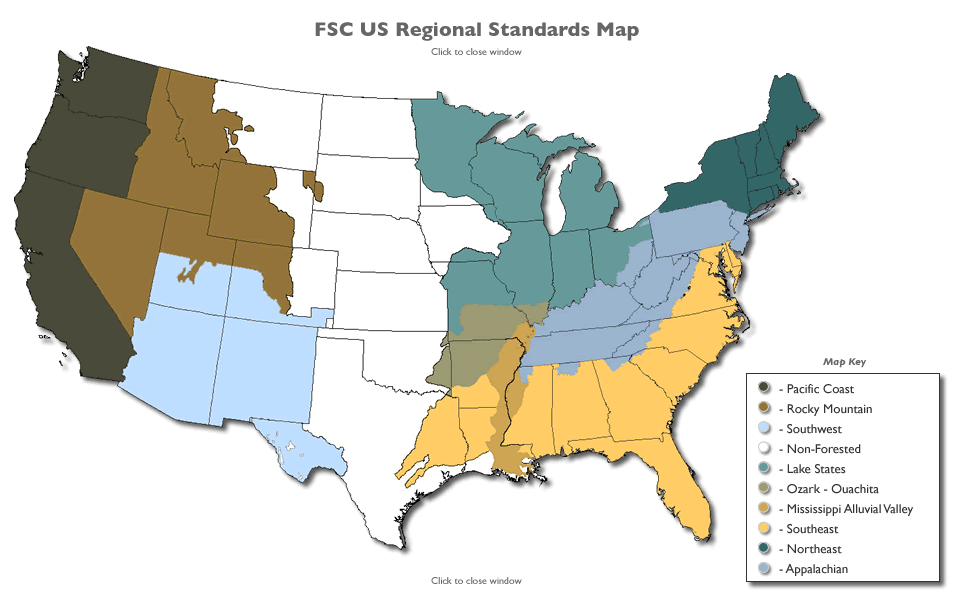 FSC US Regional Standards Map
Click to close window
Map Key
- Pacific Coast
- Rocky Mountain
- Southwest
- Non-Forested
- Lake States
- Ozark - Ouachita
- Mississippi Alluvial Valley
- Southeast
- Northeast
- Appalachian
Click to close window